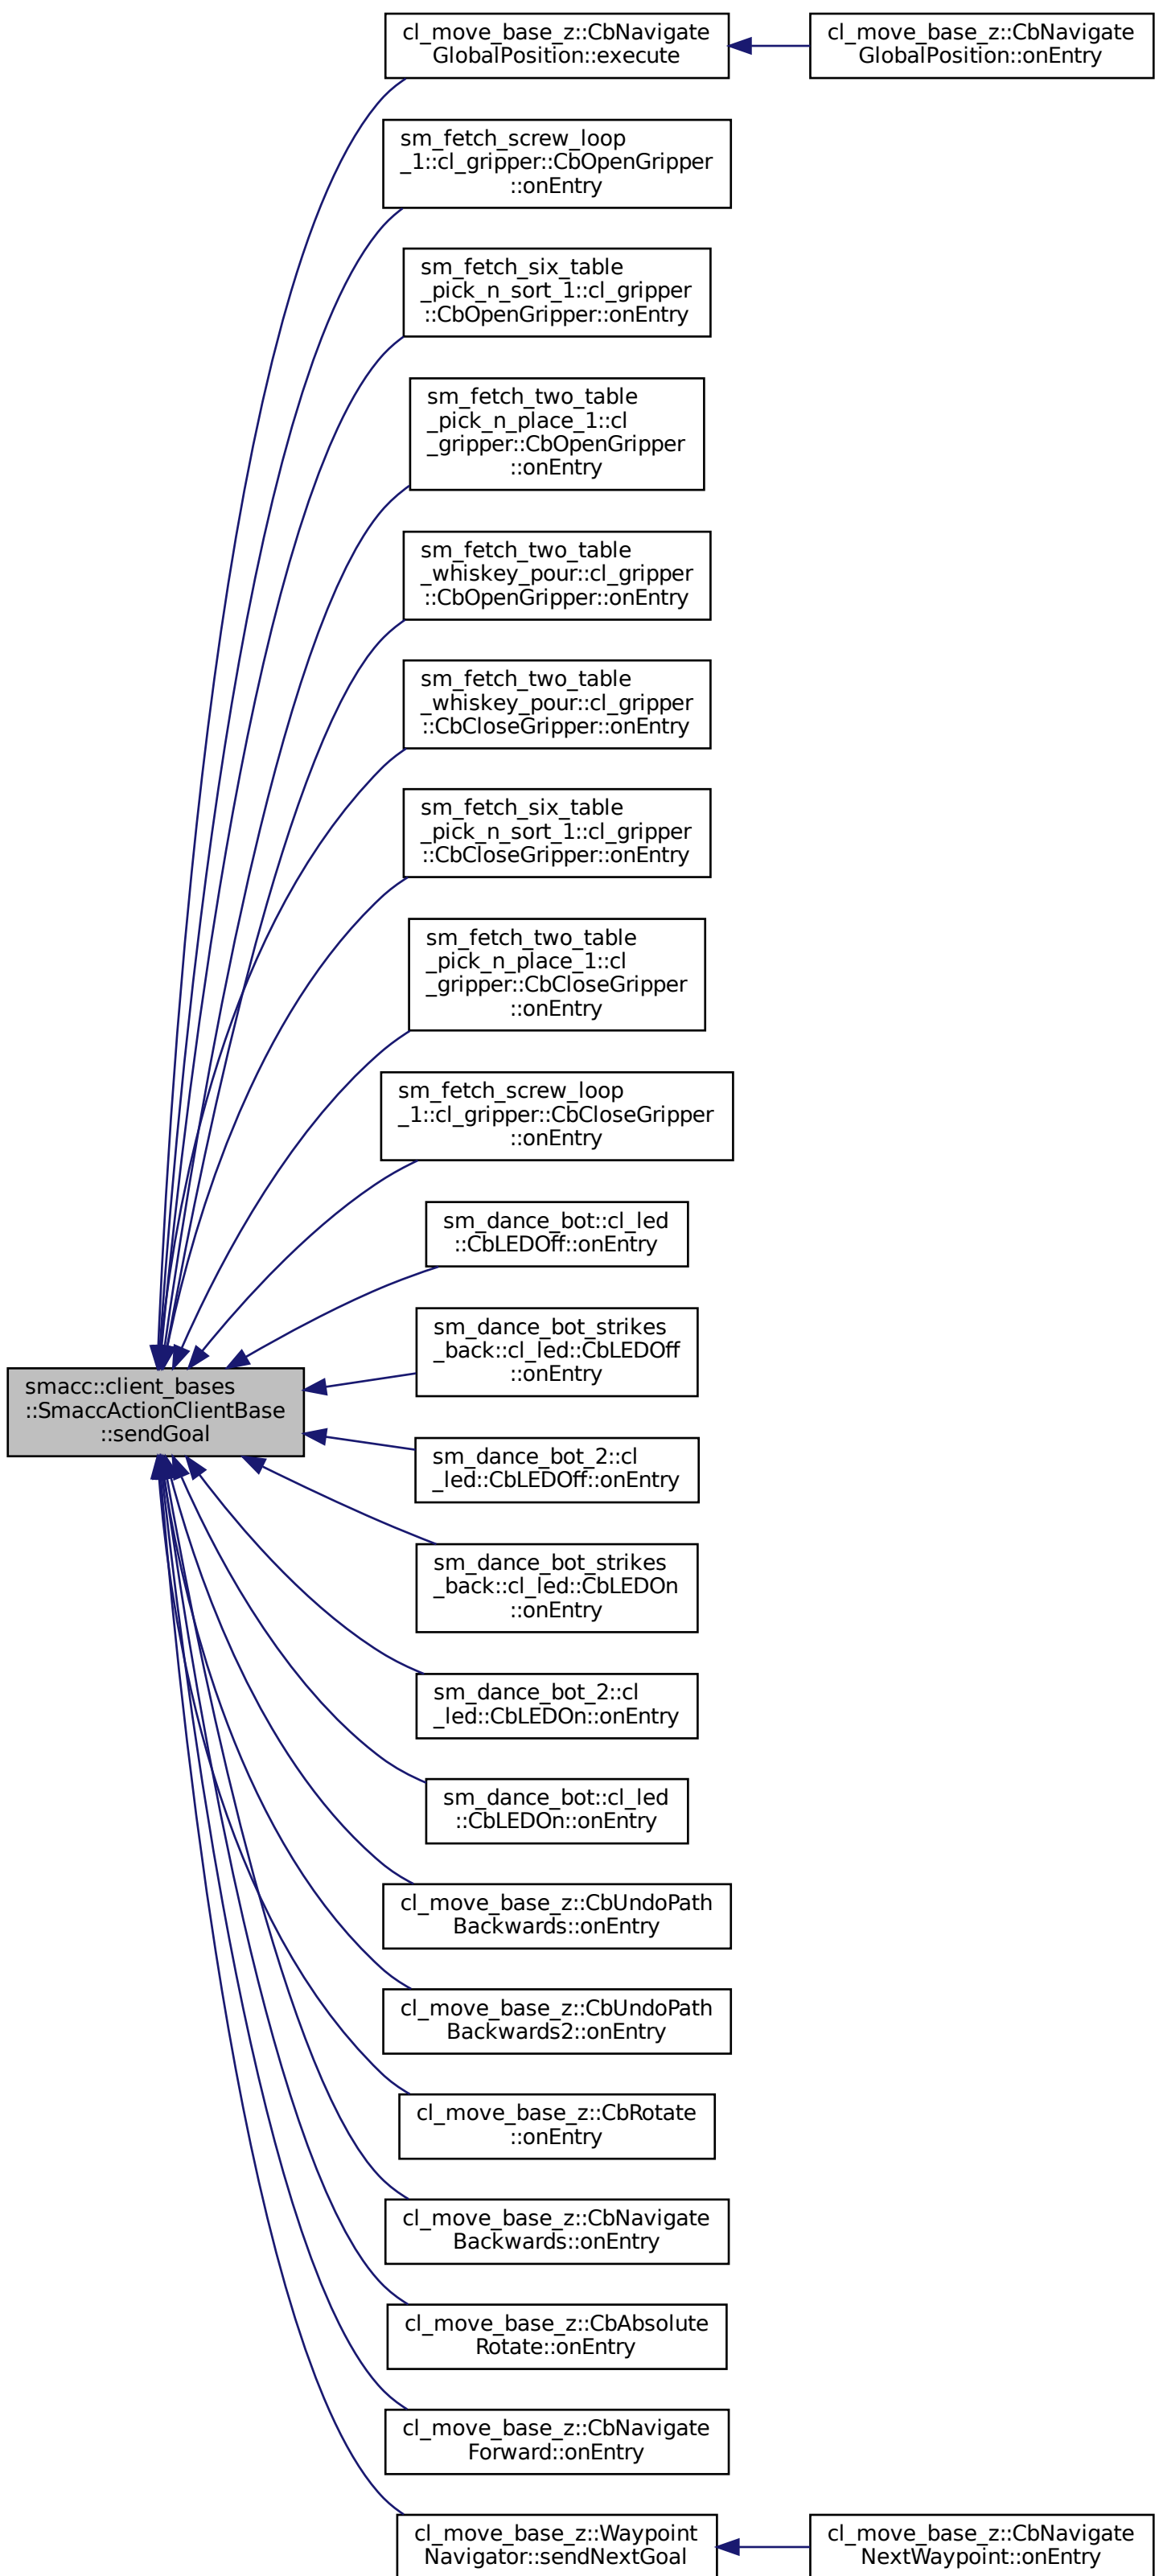 cl_move_base_z::CbNavigate
GlobalPosition::execute
cl_move_base_z::CbNavigate
GlobalPosition::onEntry
sm_fetch_screw_loop
_1::cl_gripper::CbOpenGripper
::onEntry
sm_fetch_six_table
_pick_n_sort_1::cl_gripper
::CbOpenGripper::onEntry
sm_fetch_two_table
_pick_n_place_1::cl
_gripper::CbOpenGripper
::onEntry
sm_fetch_two_table
_whiskey_pour::cl_gripper
::CbOpenGripper::onEntry
sm_fetch_two_table
_whiskey_pour::cl_gripper
::CbCloseGripper::onEntry
sm_fetch_six_table
_pick_n_sort_1::cl_gripper
::CbCloseGripper::onEntry
sm_fetch_two_table
_pick_n_place_1::cl
_gripper::CbCloseGripper
::onEntry
sm_fetch_screw_loop
_1::cl_gripper::CbCloseGripper
::onEntry
sm_dance_bot::cl_led
::CbLEDOff::onEntry
sm_dance_bot_strikes
_back::cl_led::CbLEDOff
::onEntry
smacc::client_bases
::SmaccActionClientBase
::sendGoal
sm_dance_bot_2::cl
_led::CbLEDOff::onEntry
sm_dance_bot_strikes
_back::cl_led::CbLEDOn
::onEntry
sm_dance_bot_2::cl
_led::CbLEDOn::onEntry
sm_dance_bot::cl_led
::CbLEDOn::onEntry
cl_move_base_z::CbUndoPath
Backwards::onEntry
cl_move_base_z::CbUndoPath
Backwards2::onEntry
cl_move_base_z::CbRotate
::onEntry
cl_move_base_z::CbNavigate
Backwards::onEntry
cl_move_base_z::CbAbsolute
Rotate::onEntry
cl_move_base_z::CbNavigate
Forward::onEntry
cl_move_base_z::Waypoint
Navigator::sendNextGoal
cl_move_base_z::CbNavigate
NextWaypoint::onEntry